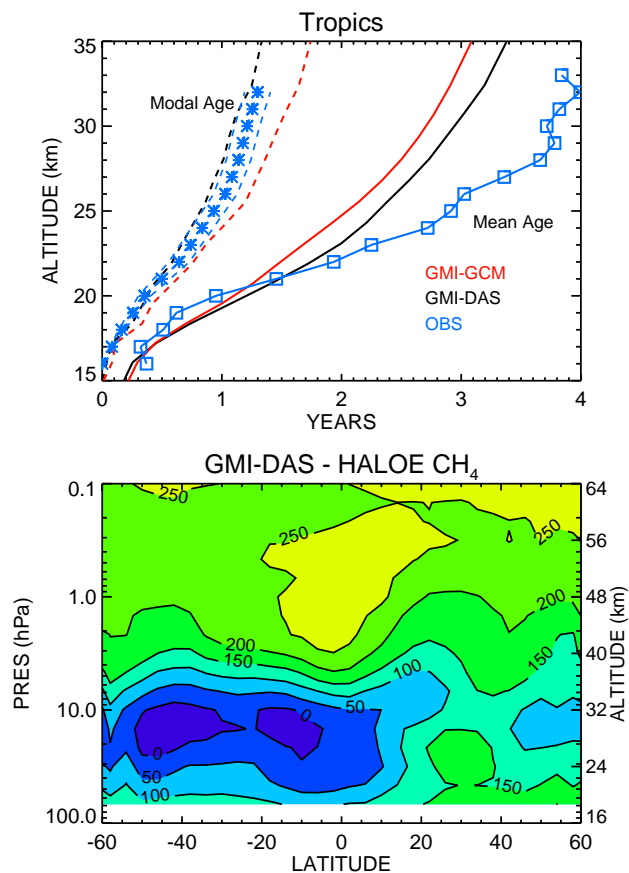 Tropics
35
30
25
20
15
ALTITUDE (km)
Modal Age
Mean Age
GMI-GCM
GMI-DAS
OBS
0 1 2 3 4
YEARS
GMI-DAS - HALOE CH4
0.1
1.0
10.0
100.0
PRES (hPa)
250
250
250
200
200
150
150
100
50
0
0
50
100
150
64
56
48
40
32
24
16
ALTITUDE (km)
-60 -40 -20 0 20 40 60
LATITUDE